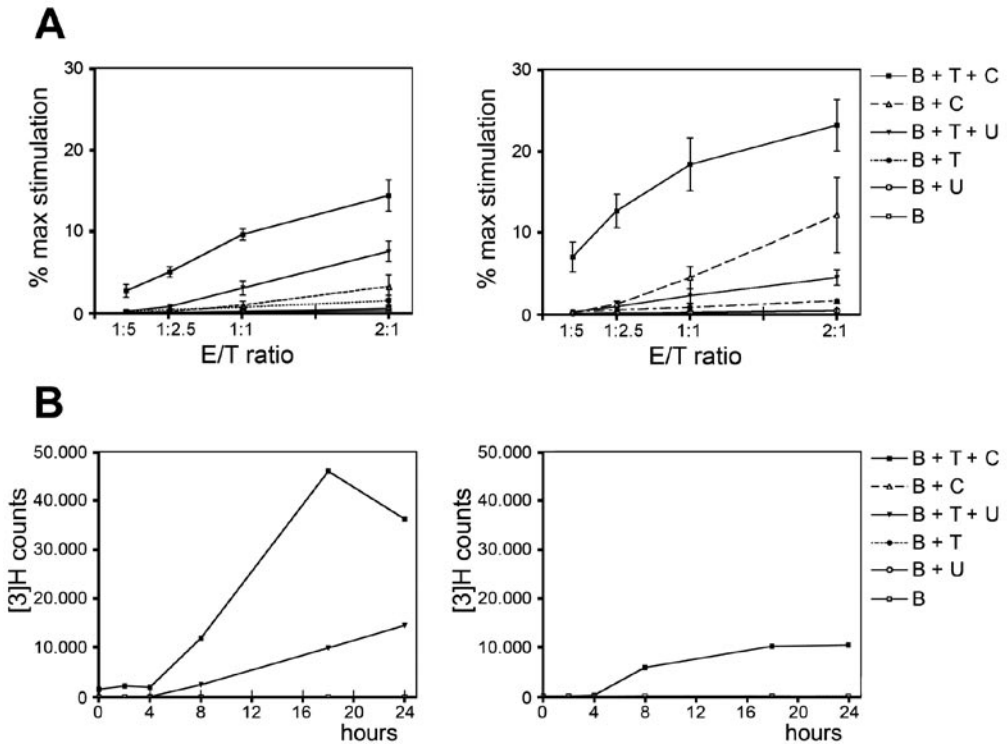 A
30
20
10
0
% max stimulation
1:5 1:2.5 1:1 2:1
E/T ratio
30
20
10
0
% max stimulation
1:5 1:2.5 1:1 2:1
E/T ratio
B + T + C
B + C
B + T + U
B + T
B + U
B
B
50.000
40.000
30.000
20.000
10.000
0
[3]H counts
0 4 8 12 16 20 24
hours
50.000
40.000
30.000
20.000
10.000
0
[3]H counts
0 4 8 12 16 20 24
hours
B + T + C
B + C
B + T + U
B + T
B + U
B